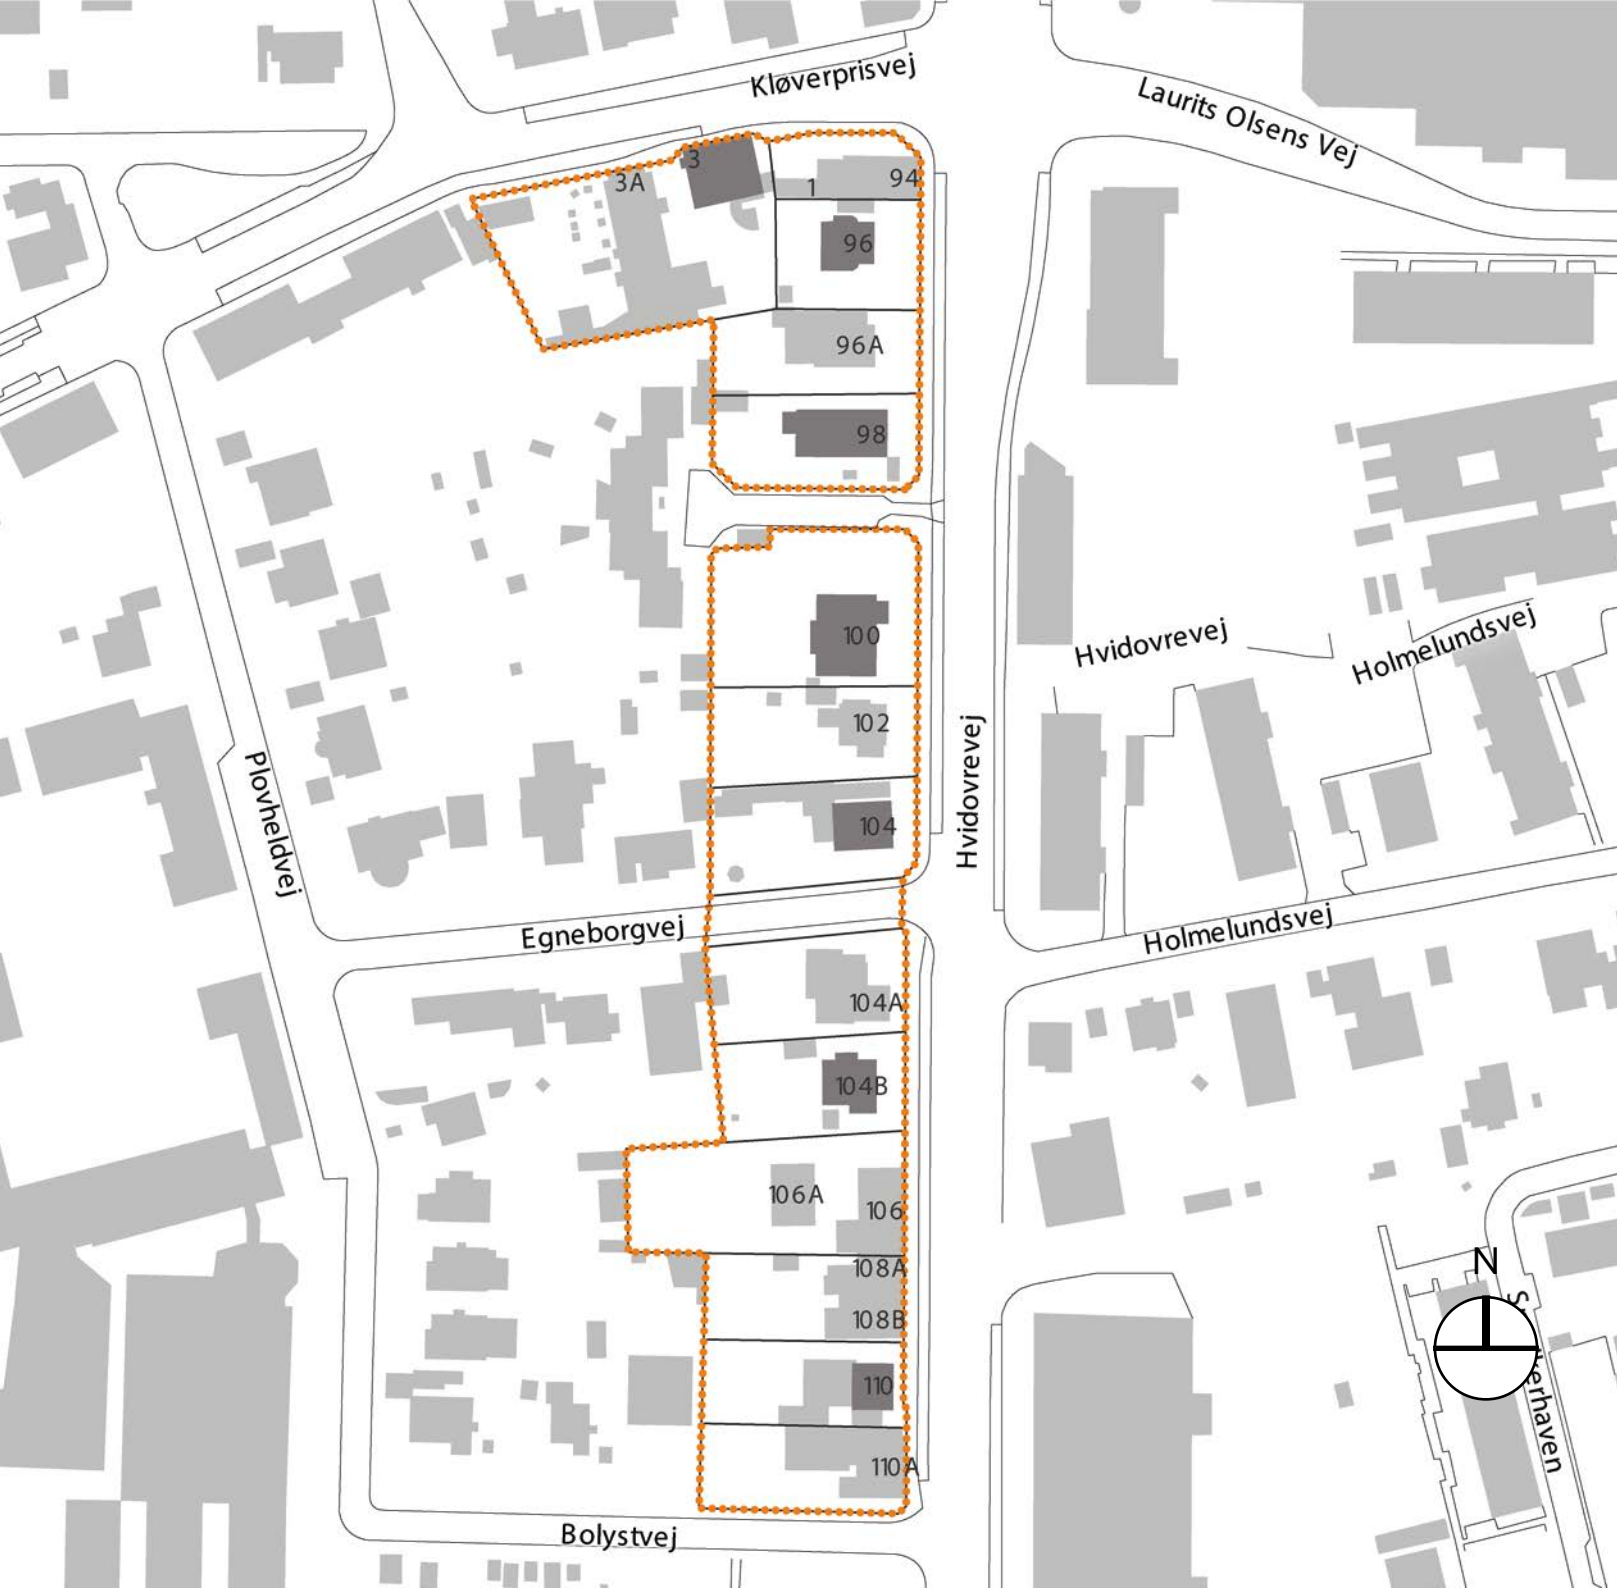 Kløverprisvej
Laurits Olsens Vej
3
3A
1
94
96
96A
98
100
Hvidovrevej
Holmelundsvej
102
Hvidovrevej
Plovheldvej
104
Egneborgvej
Holmelundsvej
104A
104B
106A
106
N
108A
108B
110
110A
Bolystvej